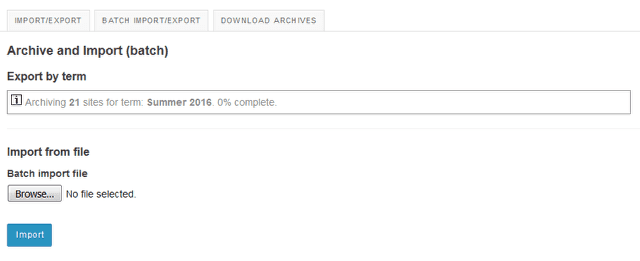 IMPORT/EXPORT BATCH IMPORT/EXPORT DOWNLOAD ARCHIVES
Archive and Import (batch)
Export by term
i Archiving 21 sites for term: Summer 2016. 0% complete.
Import from file
Batch import file
Browse... No file selected.
Import